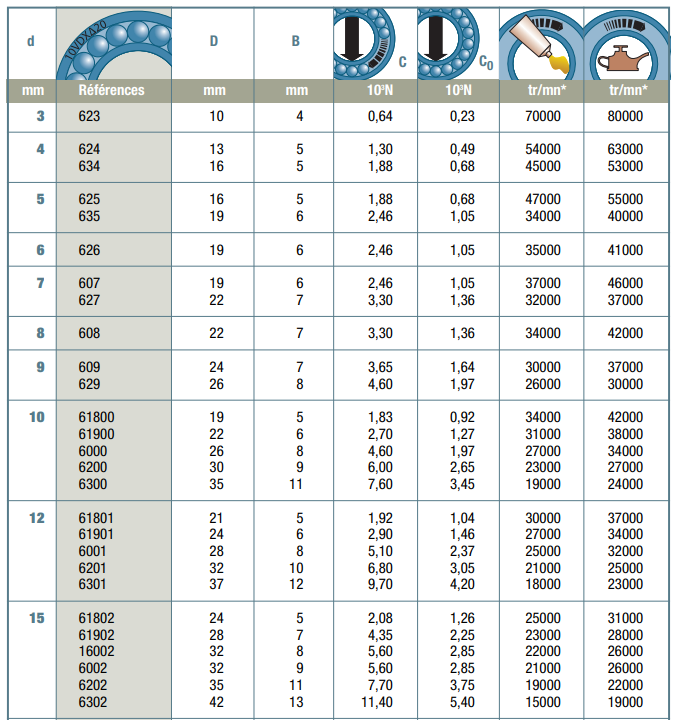 d D B C C0
mm Références mm mm 10³N 10³N tr/mn* tr/mn*
3 623 10 4 0,64 0,23 70000 80000
4 624 13 5 1,30 0,49 54000 63000
634 16 5 1,88 0,68 45000 53000
5 625 16 5 1,88 0,68 47000 55000
635 19 6 2,46 1,05 34000 40000
6 626 19 6 2,46 1,05 35000 41000
7 607 19 6 2,46 1,05 37000 46000
627 22 7 3,30 1,36 32000 37000
8 608 22 7 3,30 1,36 34000 42000
9 609 24 7 3,65 1,64 30000 37000
629 26 8 4,60 1,97 26000 30000
10 61800 19 5 1,83 0,92 34000 42000
61900 22 6 2,70 1,27 31000 38000
6000 26 8 4,60 1,97 27000 34000
6200 30 9 6,00 2,65 23000 27000
6300 35 11 7,60 3,45 19000 24000
12 61801 21 5 1,92 1,04 30000 37000
61901 24 6 2,90 1,46 27000 34000
6001 28 8 5,10 2,37 25000 32000
6201 32 10 6,80 3,05 21000 25000
6301 37 12 9,70 4,20 18000 23000
15 61802 24 5 2,08 1,26 25000 31000
61902 28 7 4,35 2,25 23000 28000
16002 32 8 5,60 2,85 22000 26000
6002 32 9 5,60 2,85 21000 26000
6202 35 11 7,70 3,75 19000 22000
6302 42 13 11,40 5,40 15000 19000